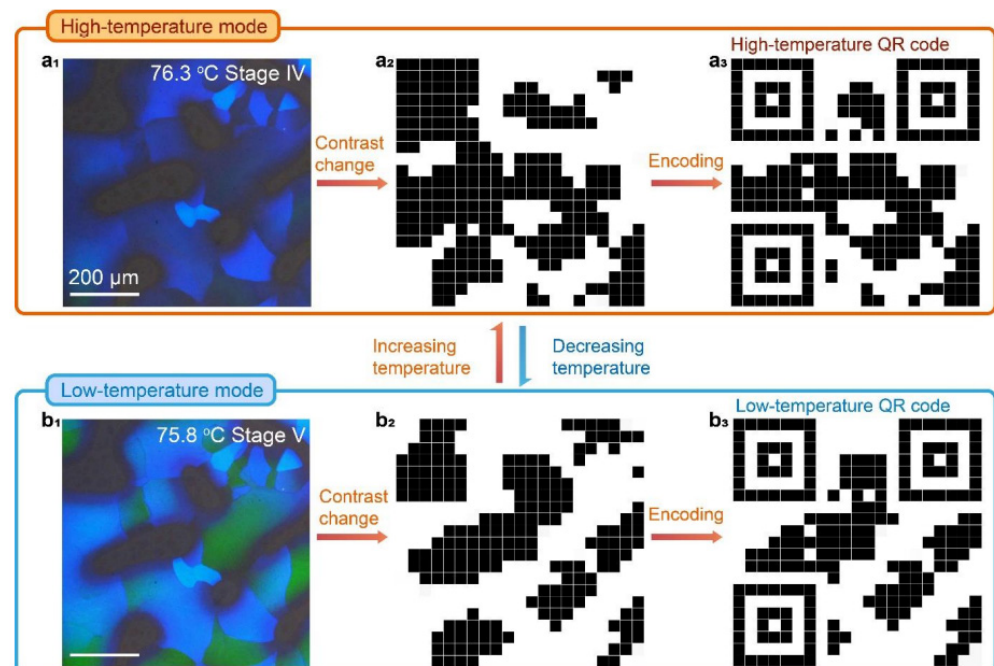 High-temperature mode
a₁
76.3 °C Stage IV
200 µm
Contrast
change
a₂
Encoding
a₃
High-temperature QR code
Increasing
temperature
Decreasing
temperature
Low-temperature mode
b₁
75.8 °C Stage V
Contrast
change
b₂
Encoding
b₃
Low-temperature QR code